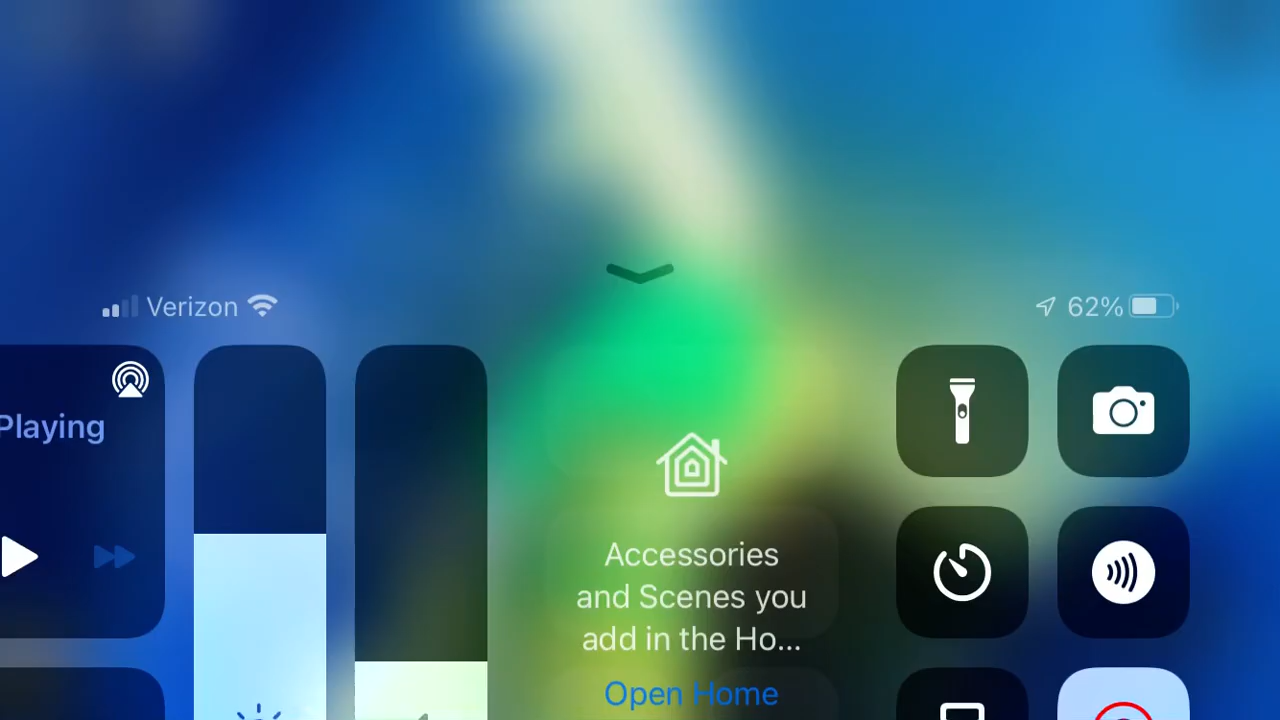 Verizon
62%
Playing
Accessories
and Scenes you
add in the Ho...
Open Home